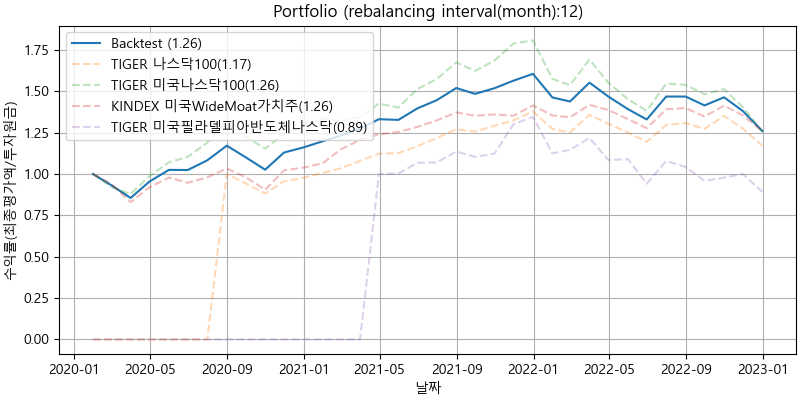 Portfolio (rebalancing interval(month):12)
Backtest (1.26)
TIGER 나스닥100(1.17)
TIGER 미국나스닥100(1.26)
KINDEX 미국WideMoat가치주(1.26)
TIGER 미국필라델피아반도체나스닥(0.89)
수익률(최종평가액/투자원금)
1.75
1.50
1.25
1.00
0.75
0.50
0.25
0.00
2020-01 2020-05 2020-09 2021-01 2021-05 2021-09 2022-01 2022-05 2022-09 2023-01
날짜